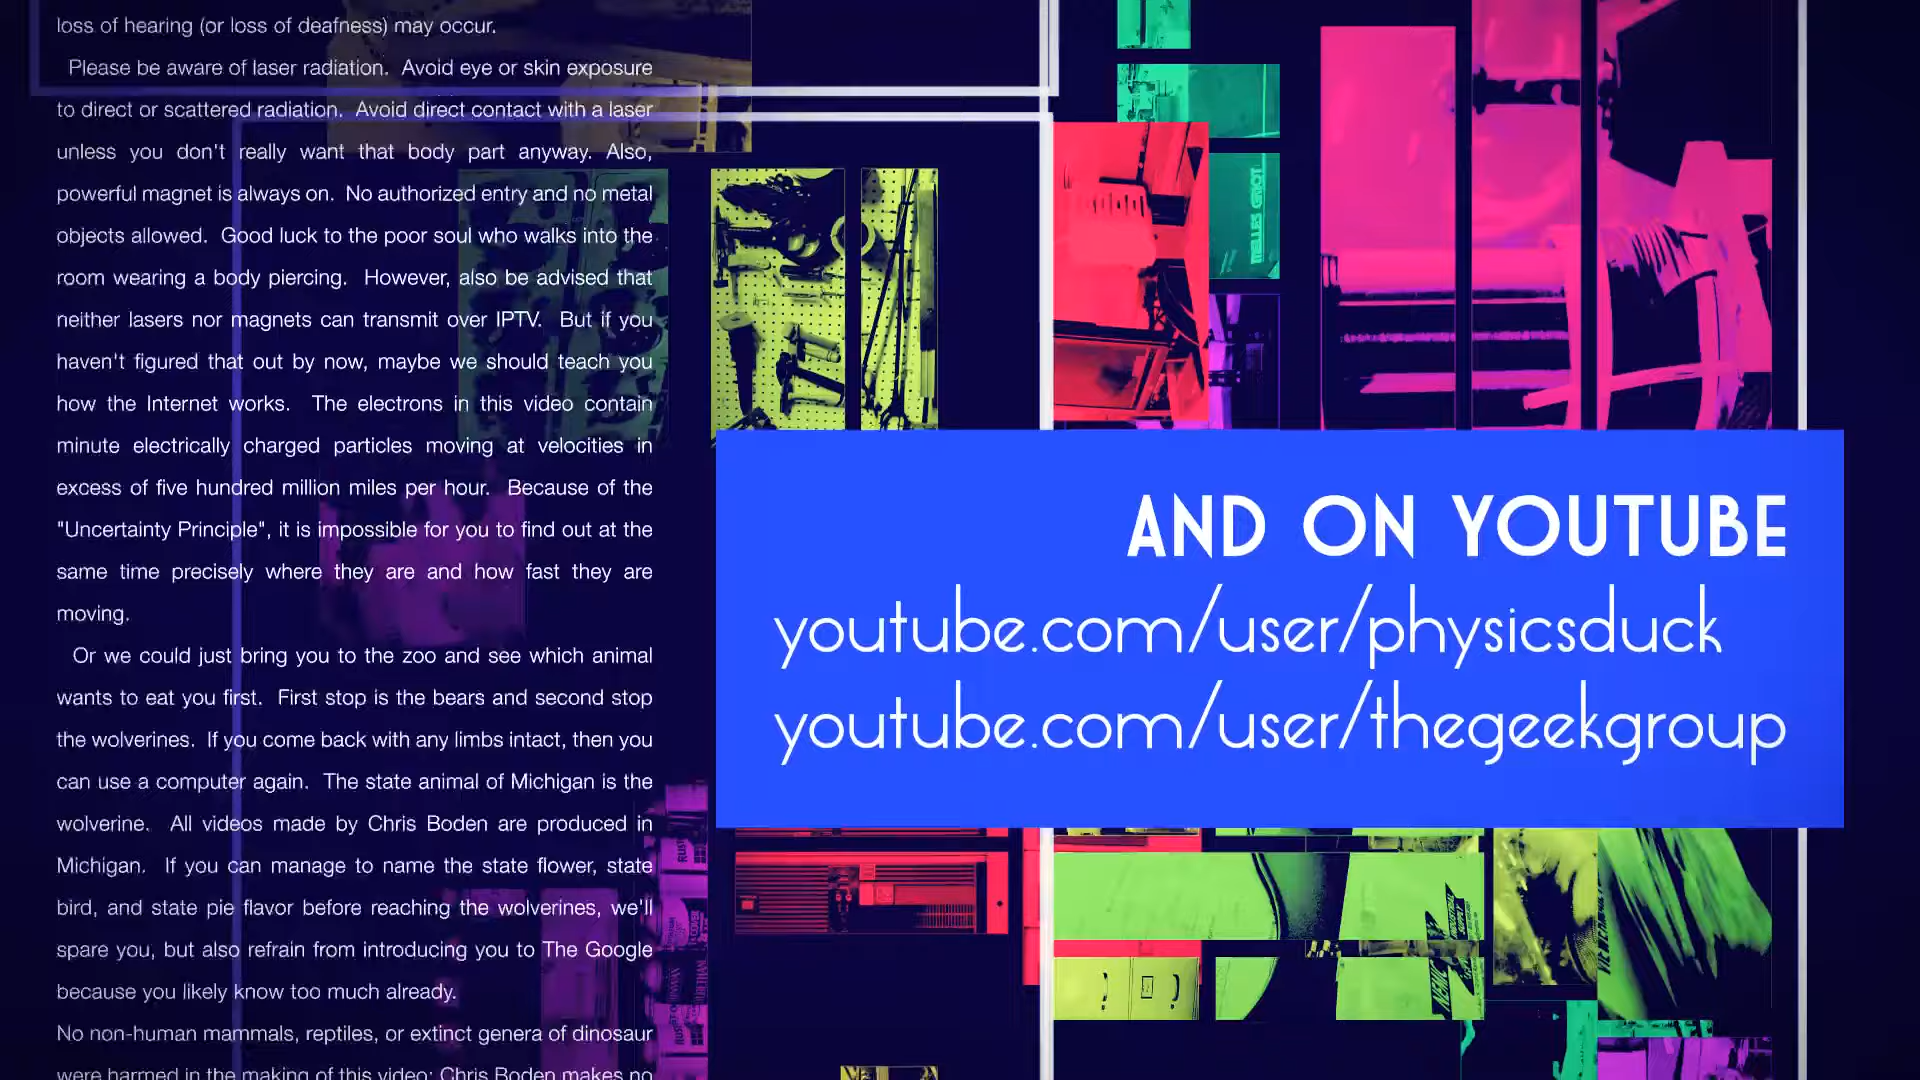 loss of hearing (or loss of deafness) may occur.
Please be aware of laser radiation. Avoid eye or skin exposure
to direct or scattered radiation. Avoid direct contact with a laser
unless you don't really want that body part anyway. Also,
powerful magnet is always on. No authorized entry and no metal
objects allowed. Good luck to the poor soul who walks into the
room wearing a body piercing. However, also be advised that
neither lasers nor magnets can transmit over IPTV. But if you
haven't figured that out by now, maybe we should teach you
how the Internet works. The electrons in this video contain
minute electrically charged particles moving at velocities in
excess of five hundred million miles per hour. Because of the
"Uncertainty Principle", it is impossible for you to find out at the
same time precisely where they are and how fast they are
moving.
Or we could just bring you to the zoo and see which animal
wants to eat you first. First stop is the bears and second stop
the wolverines. If you come back with any limbs intact, then you
can use a computer again. The state animal of Michigan is the
wolverine. All videos made by Chris Boden are produced in
Michigan. If you can manage to name the state flower, state
bird, and state pie flavor before reaching the wolverines, we'll
spare you, but also refrain from introducing you to The Google
because you likely know too much already.
No non-human mammals, reptiles, or extinct genera of dinosaur
were harmed in the making of this video; Chris Boden makes no
AND ON YOUTUBE
youtube.com/user/physicsduck
youtube.com/user/thegeekgroup
MELLES GRIOT